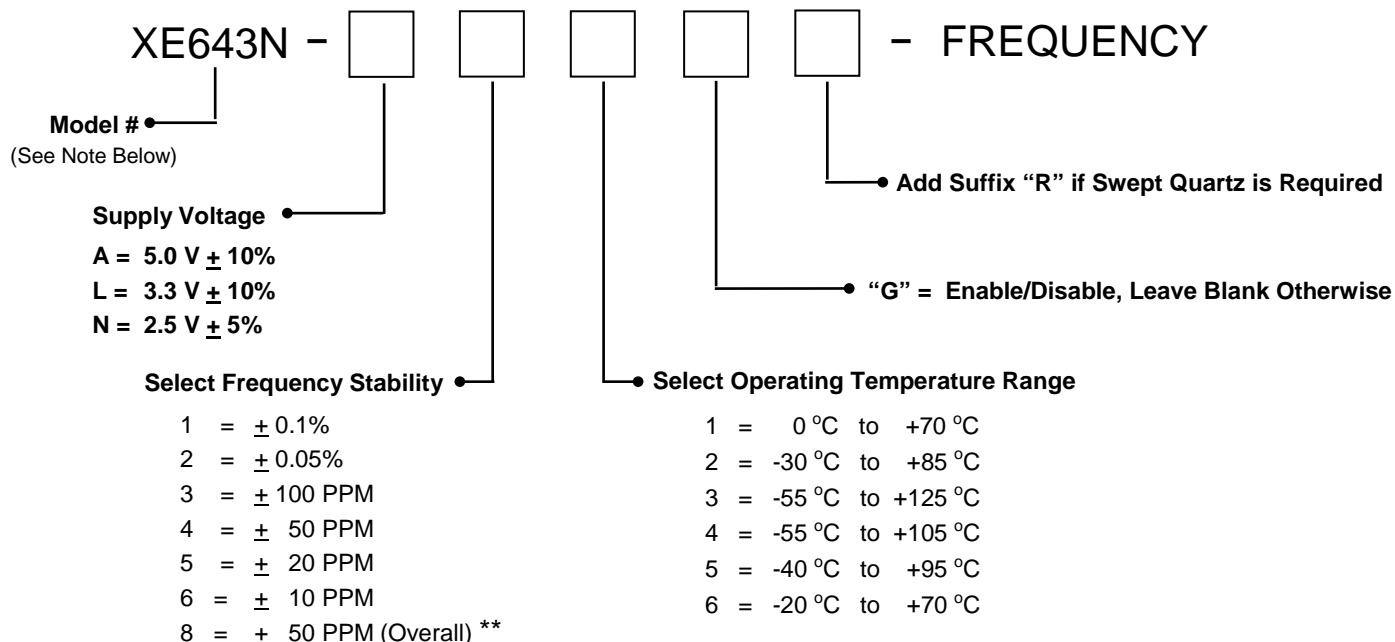 XE643N – – FREQUENCY
Model #
(See Note Below)
Add Suffix “R” if Swept Quartz is Required
Supply Voltage
A = 5.0 V ± 10%
L = 3.3 V ± 10%
N = 2.5 V ± 5%
“G” = Enable/Disable, Leave Blank Otherwise
Select Frequency Stability
1 = ± 0.1%
2 = ± 0.05%
3 = ± 100 PPM
4 = ± 50 PPM
5 = ± 20 PPM
6 = ± 10 PPM
8 = + 50 PPM (Overall) **
Select Operating Temperature Range
1 = 0 °C to +70 °C
2 = -30 °C to +85 °C
3 = -55 °C to +125 °C
4 = -55 °C to +105 °C
5 = -40 °C to +95 °C
6 = -20 °C to +70 °C